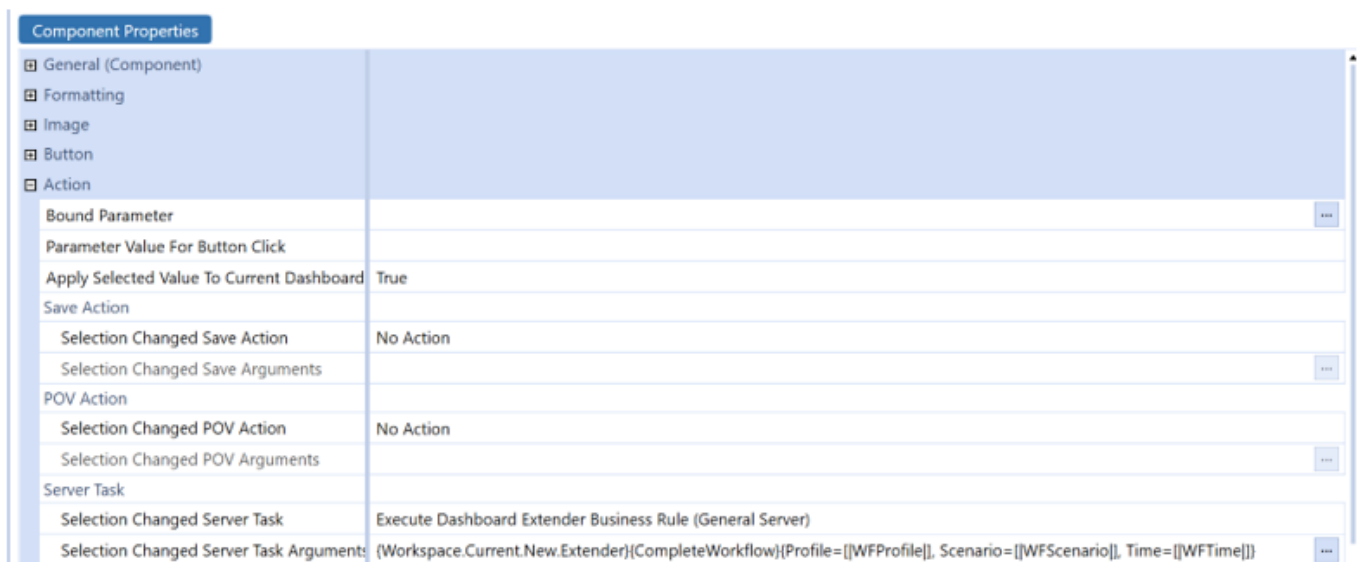 Component Properties
General (Component)
Formatting
Image
Button
Action
Bound Parameter ...
Parameter Value For Button Click
Apply Selected Value To Current Dashboard True
Save Action
Selection Changed Save Action No Action
Selection Changed Save Arguments ...
POV Action
Selection Changed POV Action No Action
Selection Changed POV Arguments ...
Server Task
Selection Changed Server Task Execute Dashboard Extender Business Rule (General Server)
Selection Changed Server Task Arguments {Workspace.Current.New.Extender}{CompleteWorkflow}{Profile=[|WFProfile|], Scenario=[|WFScenario|], Time=[|WFTime|]} ...